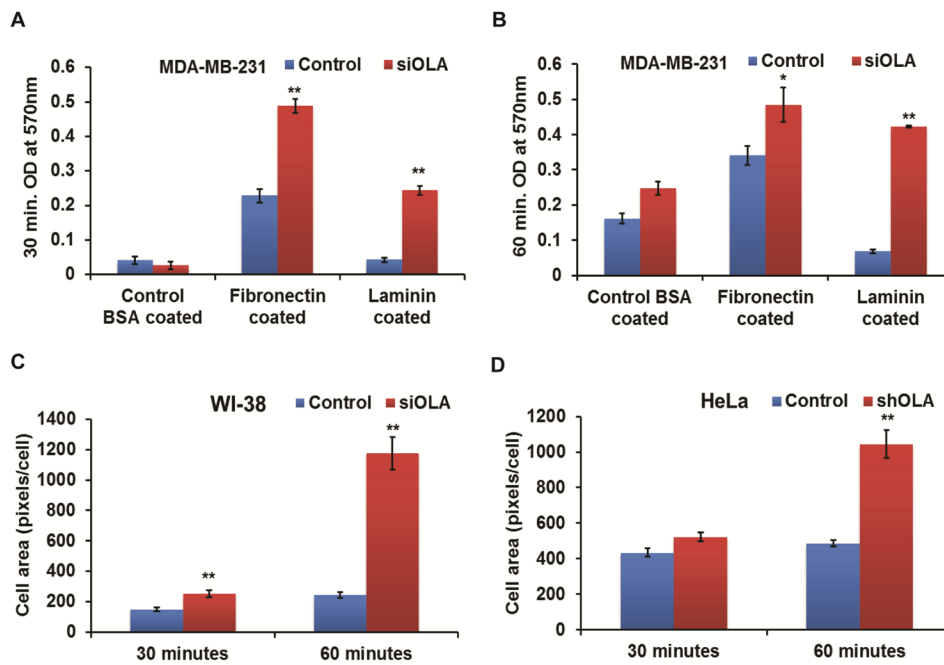 A
MDA-MB-231
Control
siOLA
30 min. OD at 570nm
0.6
0.5
0.4
0.3
0.2
0.1
0
**
**
Control
BSA coated
Fibronectin
coated
Laminin
coated
B
MDA-MB-231
Control
siOLA
60 min. OD at 570nm
0.6
0.5
0.4
0.3
0.2
0.1
0
*
**
Control BSA
coated
Fibronectin
coated
Laminin
coated
C
WI-38
Control
siOLA
Cell area (pixels/cell)
1400
1200
1000
800
600
400
200
0
**
**
30 minutes
60 minutes
D
HeLa
Control
shOLA
Cell area (pixels/cell)
1200
1000
800
600
400
200
0
**
30 minutes
60 minutes